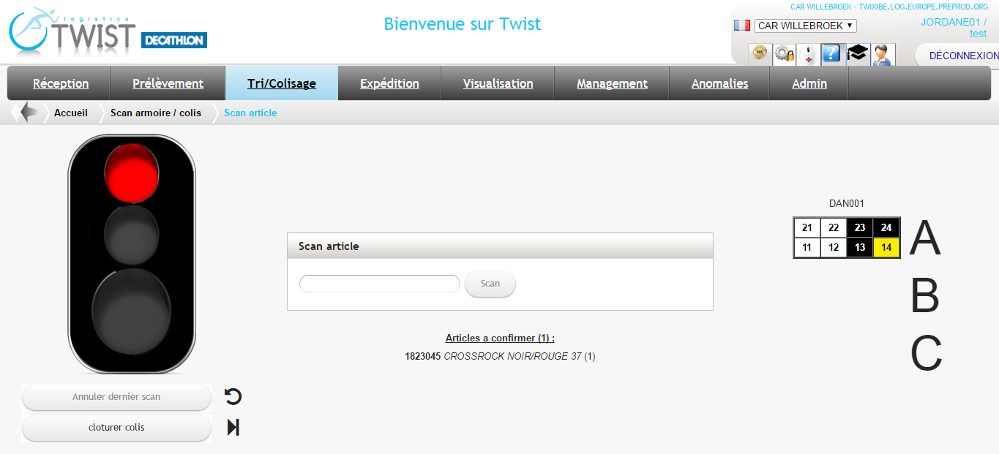 CAR WILLEBROEK - TW00BE.LOG.EUROPE.PREPROD.ORG
logistics
TWIST
DECATHLON
Bienvenue sur Twist
CAR WILLEBROEK
JORDANE01 /
test
DÉCONNEXION
Réception
Prélèvement
Tri/Colisage
Expédition
Visualisation
Management
Anomalies
Admin
Accueil
Scan armoire / colis
Scan article
DAN001
21 22 23 24
11 12 13 14
A
B
C
Scan article
Scan
Articles a confirmer (1) :
1823045 CROSSROCK NOIR/ROUGE 37 (1)
Annuler dernier scan
cloturer colis